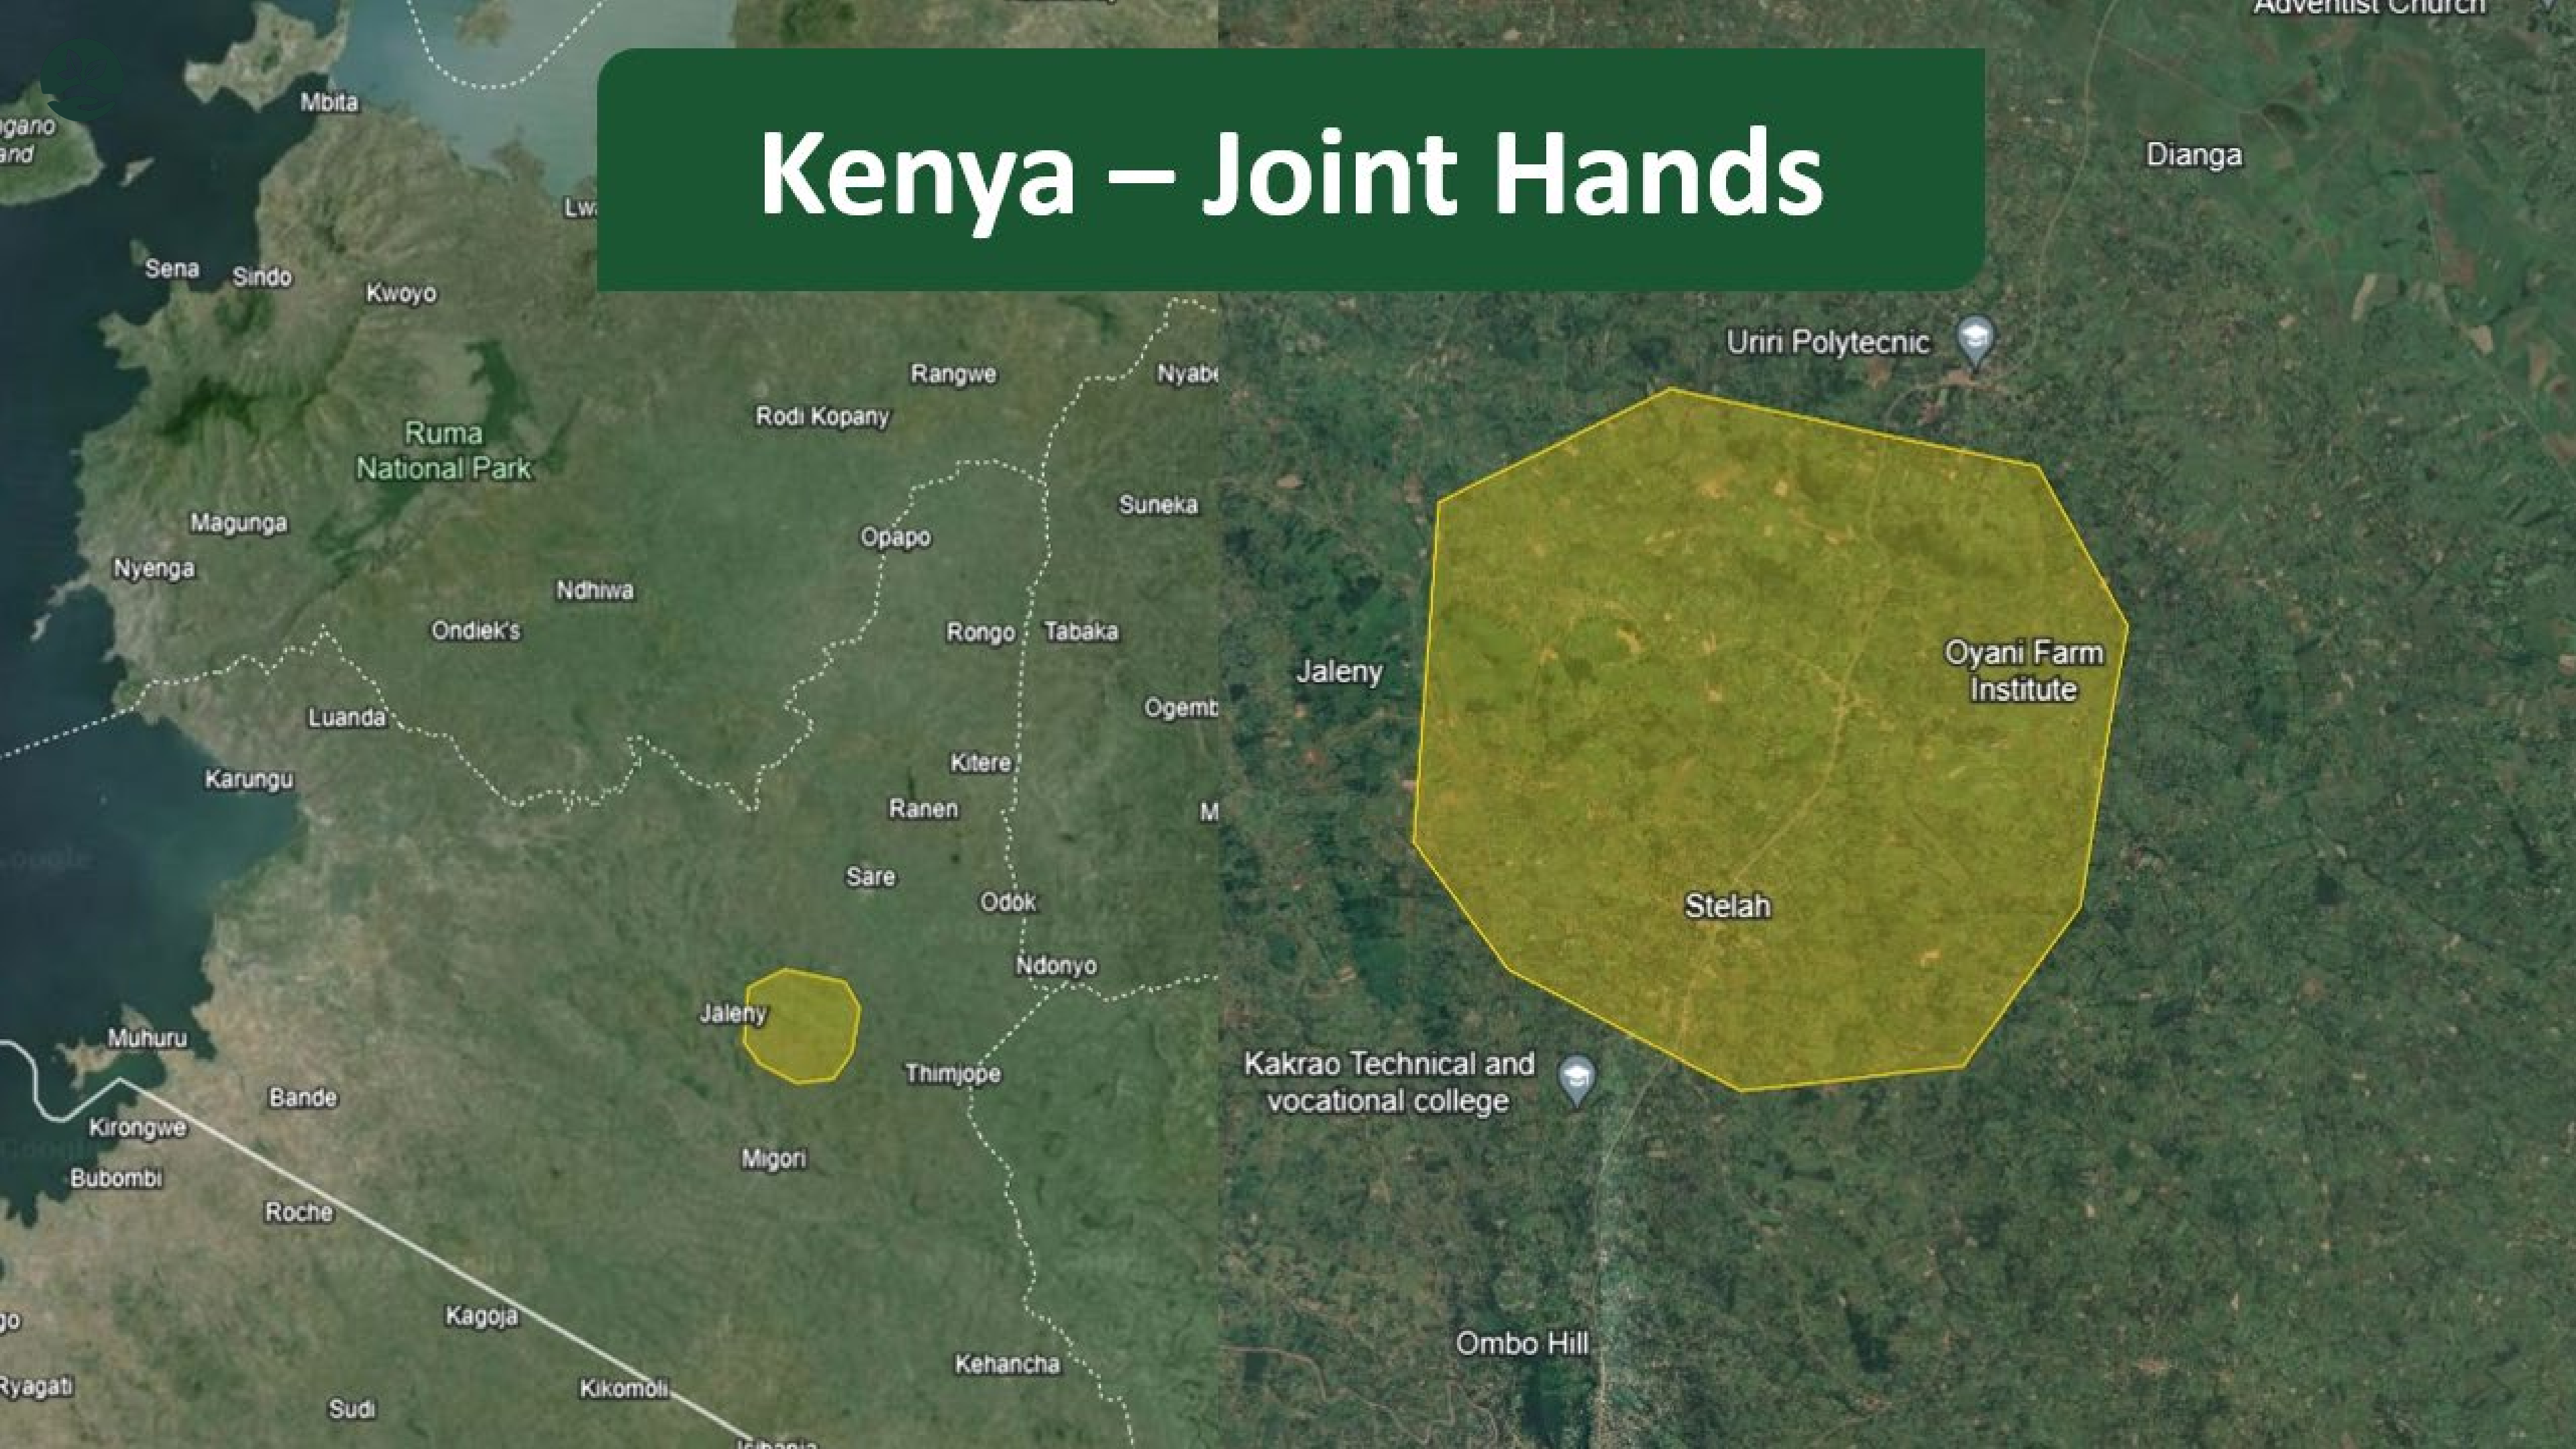 Kenya – Joint Hands
Mbita
Sena
Sindo
Kwoyo
Rangwe
Rodi Kopany
Ruma
National Park
Suneka
Magunga
Opapo
Nyenga
Ndhiwa
Ondiek's
Rongo
Tabaka
Luanda
Kitere
Karungu
Ranen
Sare
Odok
Ndonyo
Jaleny
Muhuru
Thimjope
Bande
Kirongwe
Migori
Bubombi
Roche
Kagoja
Kehancha
Ryagati
Kikomoli
Sudi
Adventist Church
Dianga
Uriri Polytecnic
Oyani Farm
Institute
Jaleny
Stelah
Kakrao Technical and
vocational college
Ombo Hill